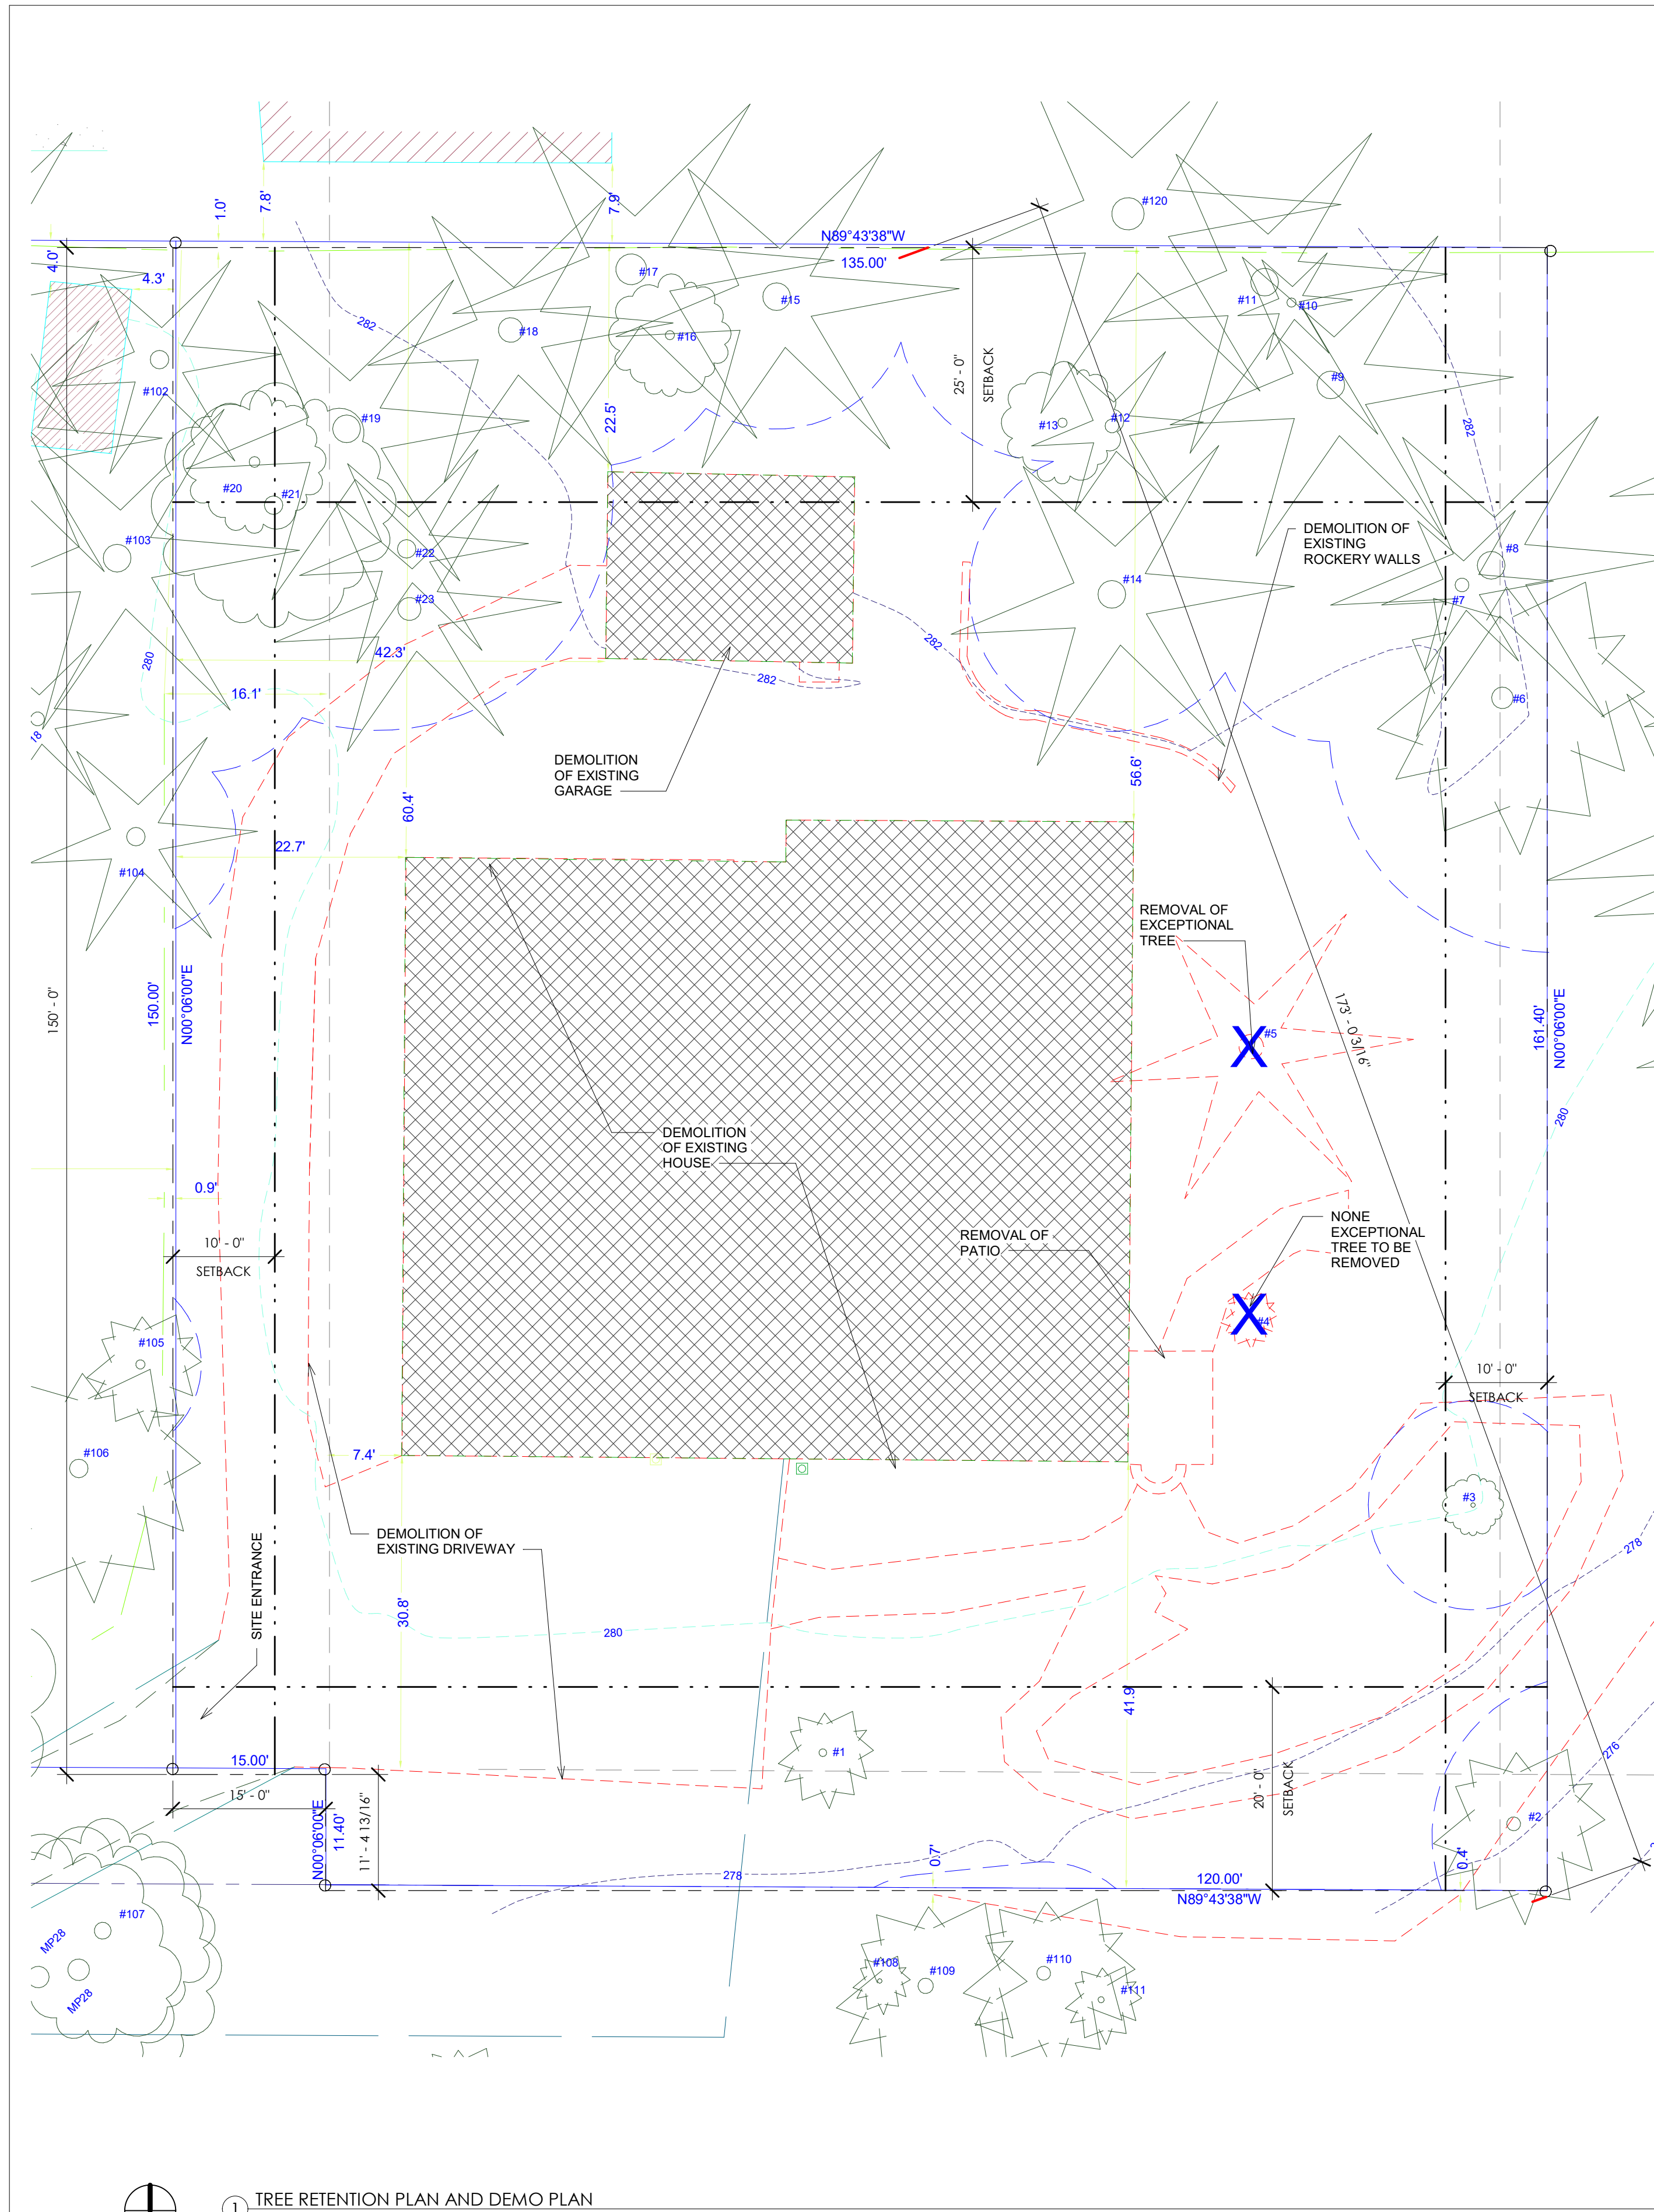 #120
1.0'
7.8'
7.9'
N89°43'38"W
135.00'
4.0'
4.3'
#17
#15
#18
#16
#11
#10
282
#102
#9
25' - 0"
SETBACK
#19
22.5'
#13
#12
282
#20
#21
#103
#22
#23
DEMOLITION OF
EXISTING
ROCKERY WALLS
#8
#14
#7
280
42.3'
282
16.1'
282
#6
18
DEMOLITION
OF EXISTING
GARAGE
56.6'
60.4'
22.7'
#104
REMOVAL OF
EXCEPTIONAL
TREE
150' - 0"
150.00'
N00°06'00"E
173' - 0 3/16"
161.40'
N00°06'00"E
X
#5
280
DEMOLITION
OF EXISTING
HOUSE
0.9'
REMOVAL OF
PATIO
NONE
EXCEPTIONAL
TREE TO BE
REMOVED
10' - 0"
SETBACK
X
#4
#105
10' - 0"
SETBACK
#106
7.4'
#3
DEMOLITION OF
EXISTING DRIVEWAY
278
SITE ENTRANCE
30.8'
280
41.9'
#1
276
15.00'
15' - 0"
20' - 0"
SETBACK
N00°06'00"E
11.40'
11' - 4 13/16"
#2
0.7'
0.4'
278
120.00'
N89°43'38"W
#107
MP28
MP28
#108
#109
#110
#111
1
TREE RETENTION PLAN AND DEMO PLAN